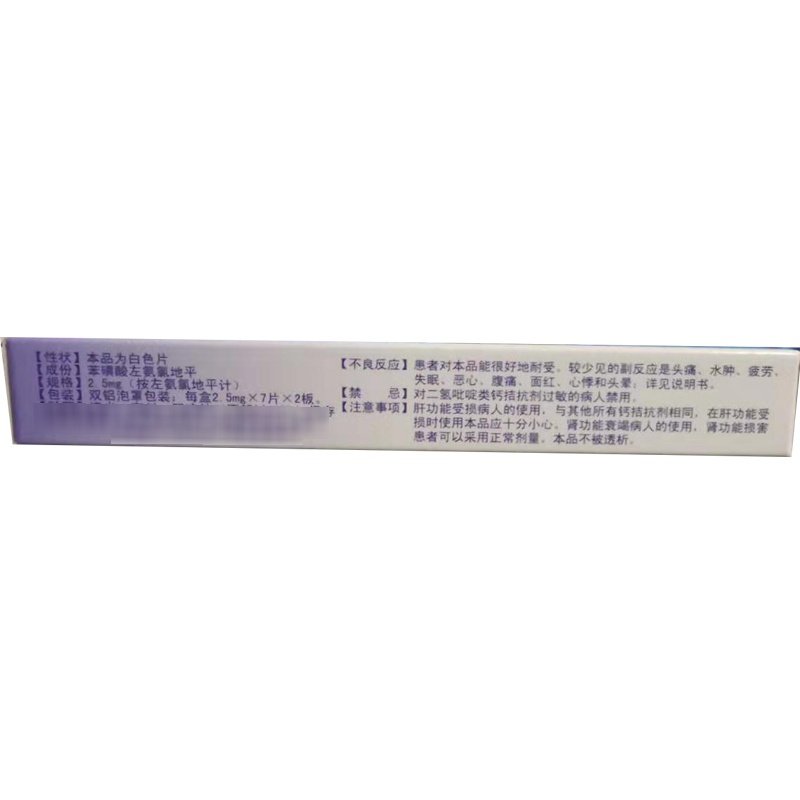 【性状】本品为白色片
【成份】苯磺酸左氨氯地平
【规格】2.5mg（按左氨氯地平计）
【包装】双铝泡罩包装；每盒2.5mg×7片×2板。
【不良反应】患者对本品能很好地耐受。较少见的副反应是头痛、水肿、疲劳、
失眠、恶心、腹痛、面红、心悸和头晕；详见说明书。
【禁　　忌】对二氢吡啶类钙拮抗剂过敏的病人禁用。
【注意事项】肝功能受损病人的使用，与其他所有钙拮抗剂相同，在肝功能受
损时使用本品应十分小心。肾功能衰竭病人的使用，肾功能损害
患者可以采用正常剂量。本品不被透析。